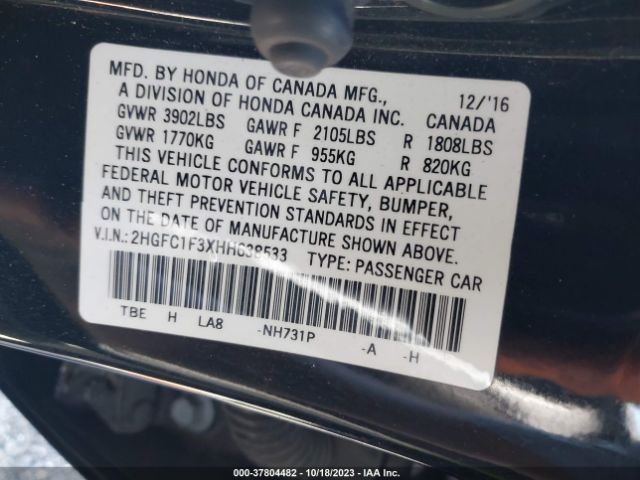 MFD. BY HONDA OF CANADA MFG., 12/'16
A DIVISION OF HONDA CANADA INC. CANADA
GVWR 3902LBS GAWR F 2105LBS R 1808LBS
GVWR 1770KG GAWR F 955KG R 820KG
THIS VEHICLE CONFORMS TO ALL APPLICABLE
FEDERAL MOTOR VEHICLE SAFETY, BUMPER,
AND THEFT PREVENTION STANDARDS IN EFFECT
ON THE DATE OF MANUFACTURE SHOWN ABOVE.
V.I.N.: TYPE: PASSENGER CAR
TBE H LA8 -NH731P -A -H
000-37804482 | 10/18/2023 | IAA Inc.